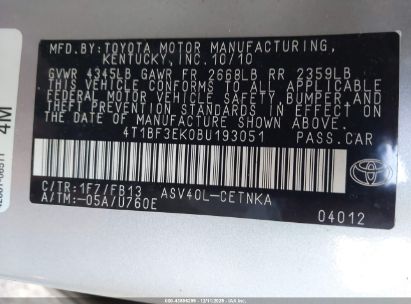 MFD.BY:TOYOTA MOTOR MANUFACTURING,
KENTUCKY,INC.10/10
GVWR 4345LB GAWR FR 2668LB RR 2359LB
THIS VEHICLE CONFORMS TO ALL APPLICABLE
FEDERAL MOTOR VEHICLE SAFETY, BUMPER, AND
THEFT PREVENTION STANDARDS IN EFFECT ON
THE DATE OF MANUFACTURE SHOWN ABOVE.
4T1BF3EK0BU193051 PASS.CAR
C/TR:1F7/FB13 ASV40L-CETNKA
A/TM:-05A/U760E
TOYOTA
04012
4M